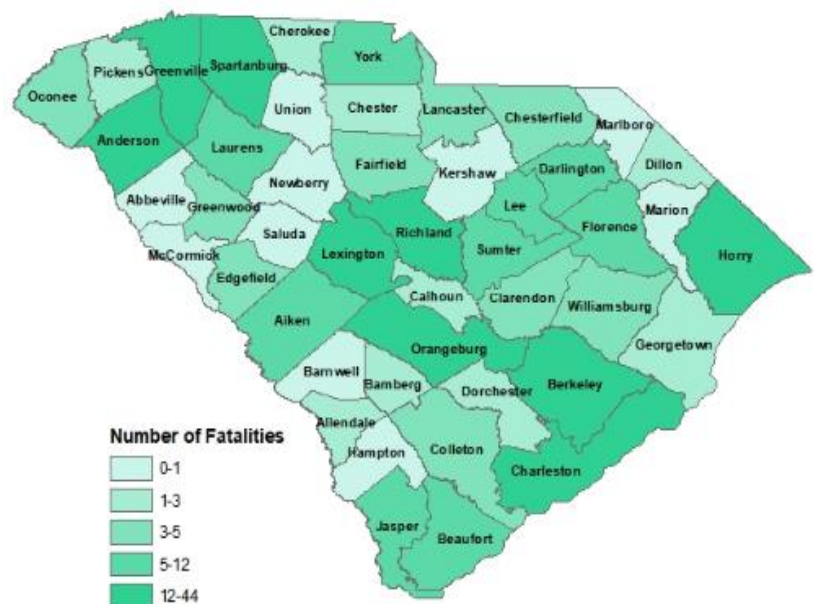 Cherokee
York
Pickens
Greenville
Spartanburg
Oconee
Union
Chester
Lancaster
Chesterfield
Marlboro
Anderson
Laurens
Fairfield
Kershaw
Darlington
Dillon
Newberry
Abbeville
Greenwood
Lee
Marion
Saluda
Richland
Florence
McCormick
Lexington
Sumter
Horry
Edgefield
Calhoun
Clarendon
Williamsburg
Aiken
Georgetown
Orangeburg
Barnwell
Bamberg
Dorchester
Berkeley
Allendale
Hampton
Colleton
Charleston
Jasper
Beaufort
Number of Fatalities
0-1
1-3
3-5
5-12
12-44